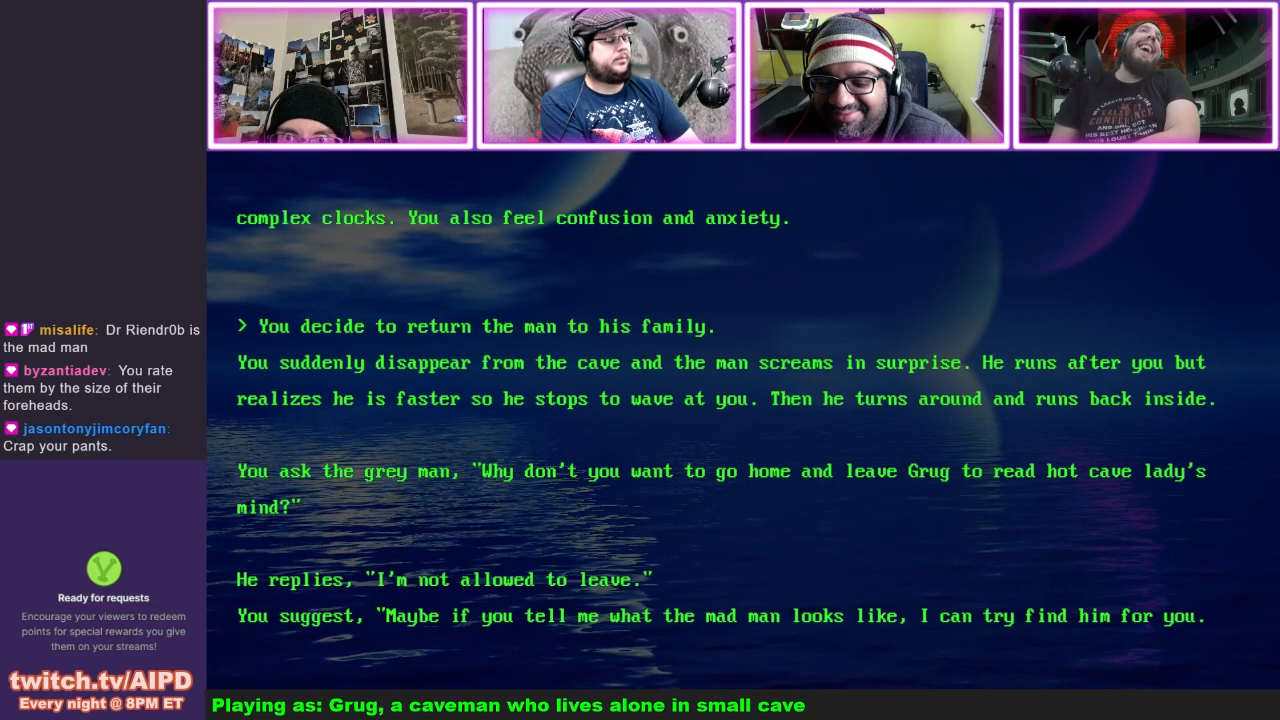 complex clocks. You also feel confusion and anxiety.
> You decide to return the man to his family.
You suddenly disappear from the cave and the man screams in surprise. He runs after you but
realizes he is faster so he stops to wave at you. Then he turns around and runs back inside.
You ask the grey man, "Why don't you want to go home and leave Grug to read hot cave lady's
mind?"
He replies, "I'm not allowed to leave."
You suggest, "Maybe if you tell me what the mad man looks like, I can try find him for you.
misalife: Dr Riendr0b is
the mad man
byzantiadev: You rate
them by the size of their
foreheads.
jasontonyjimcoryfan:
Crap your pants.
Ready for requests
Encourage your viewers to redeem
points for special rewards you give
them on your streams!
twitch.tv/AIPD
Every night @ 8PM ET
Playing as: Grug, a caveman who lives alone in small cave